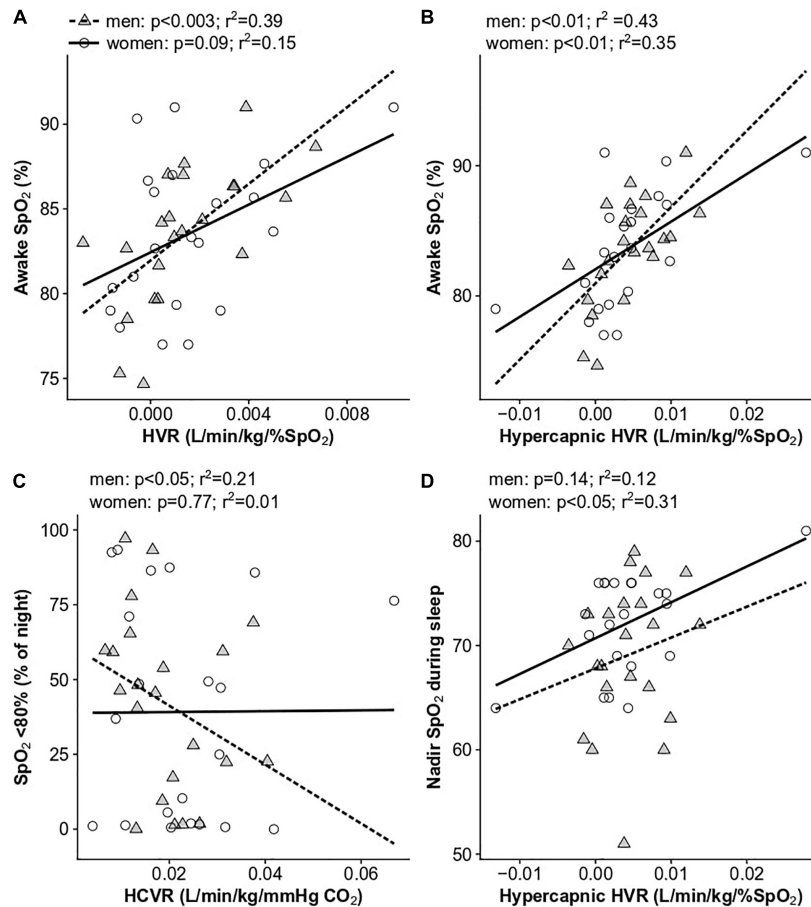 A
men: p<0.003; r²=0.39
women: p=0.09; r²=0.15
Awake SpO₂ (%)
90
85
80
75
0.000
0.004
0.008
HVR (L/min/kg/%SpO₂)
B
men: p<0.01; r² =0.43
women: p<0.01; r²=0.35
Awake SpO₂ (%)
90
80
−0.01
0.00
0.01
0.02
Hypercapnic HVR (L/min/kg/%SpO₂)
C
men: p<0.05; r²=0.21
women: p=0.77; r²=0.01
SpO₂ <80% (% of night)
100
75
50
25
0
0.02
0.04
0.06
HCVR (L/min/kg/mmHg CO₂)
D
men: p=0.14; r²=0.12
women: p<0.05; r²=0.31
Nadir SpO₂ during sleep
80
70
60
50
−0.01
0.00
0.01
0.02
Hypercapnic HVR (L/min/kg/%SpO₂)